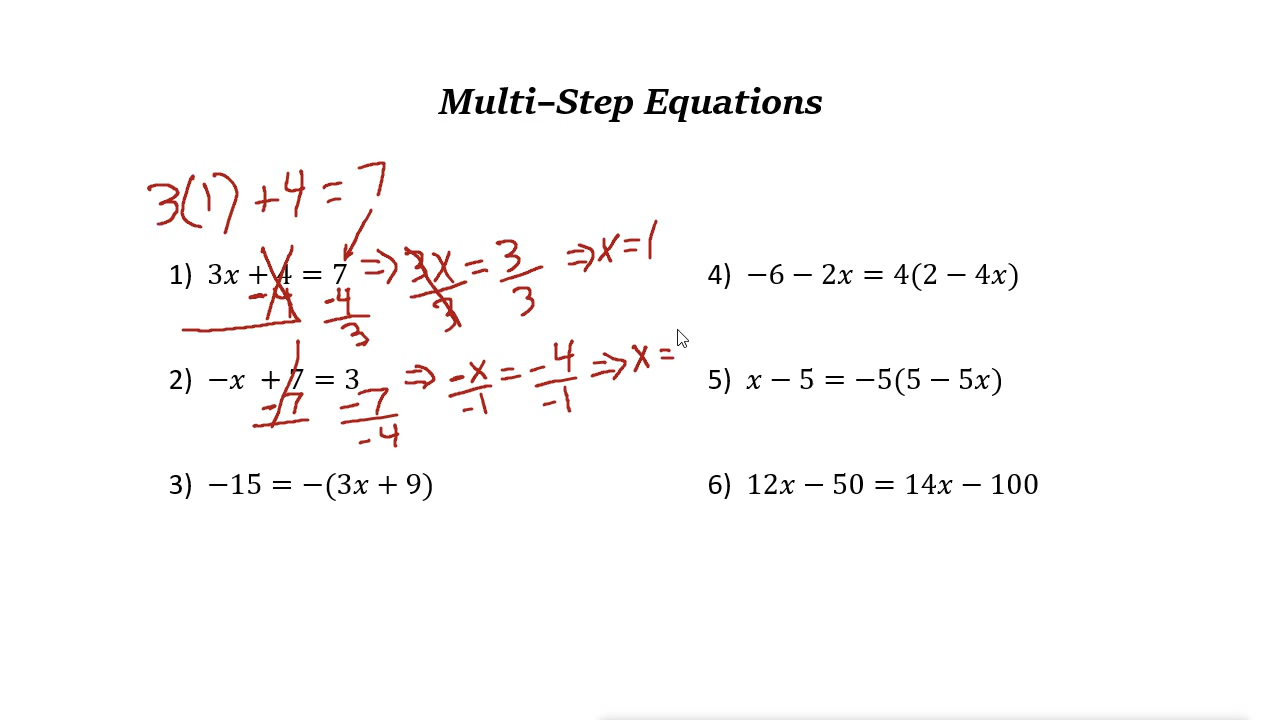 Multi–Step Equations
3(1) + 4 = 7
1) 3x + 4 = 7 ⇒ 3x = 3 ⇒ x = 1
3 3
-4 -4
3
2) −x + 7 = 3 ⇒ -x = -4 ⇒ x =
-1 -1
-7 -7
-4
3) −15 = −(3x + 9)
4) −6 − 2x = 4(2 − 4x)
5) x − 5 = −5(5 − 5x)
6) 12x − 50 = 14x − 100